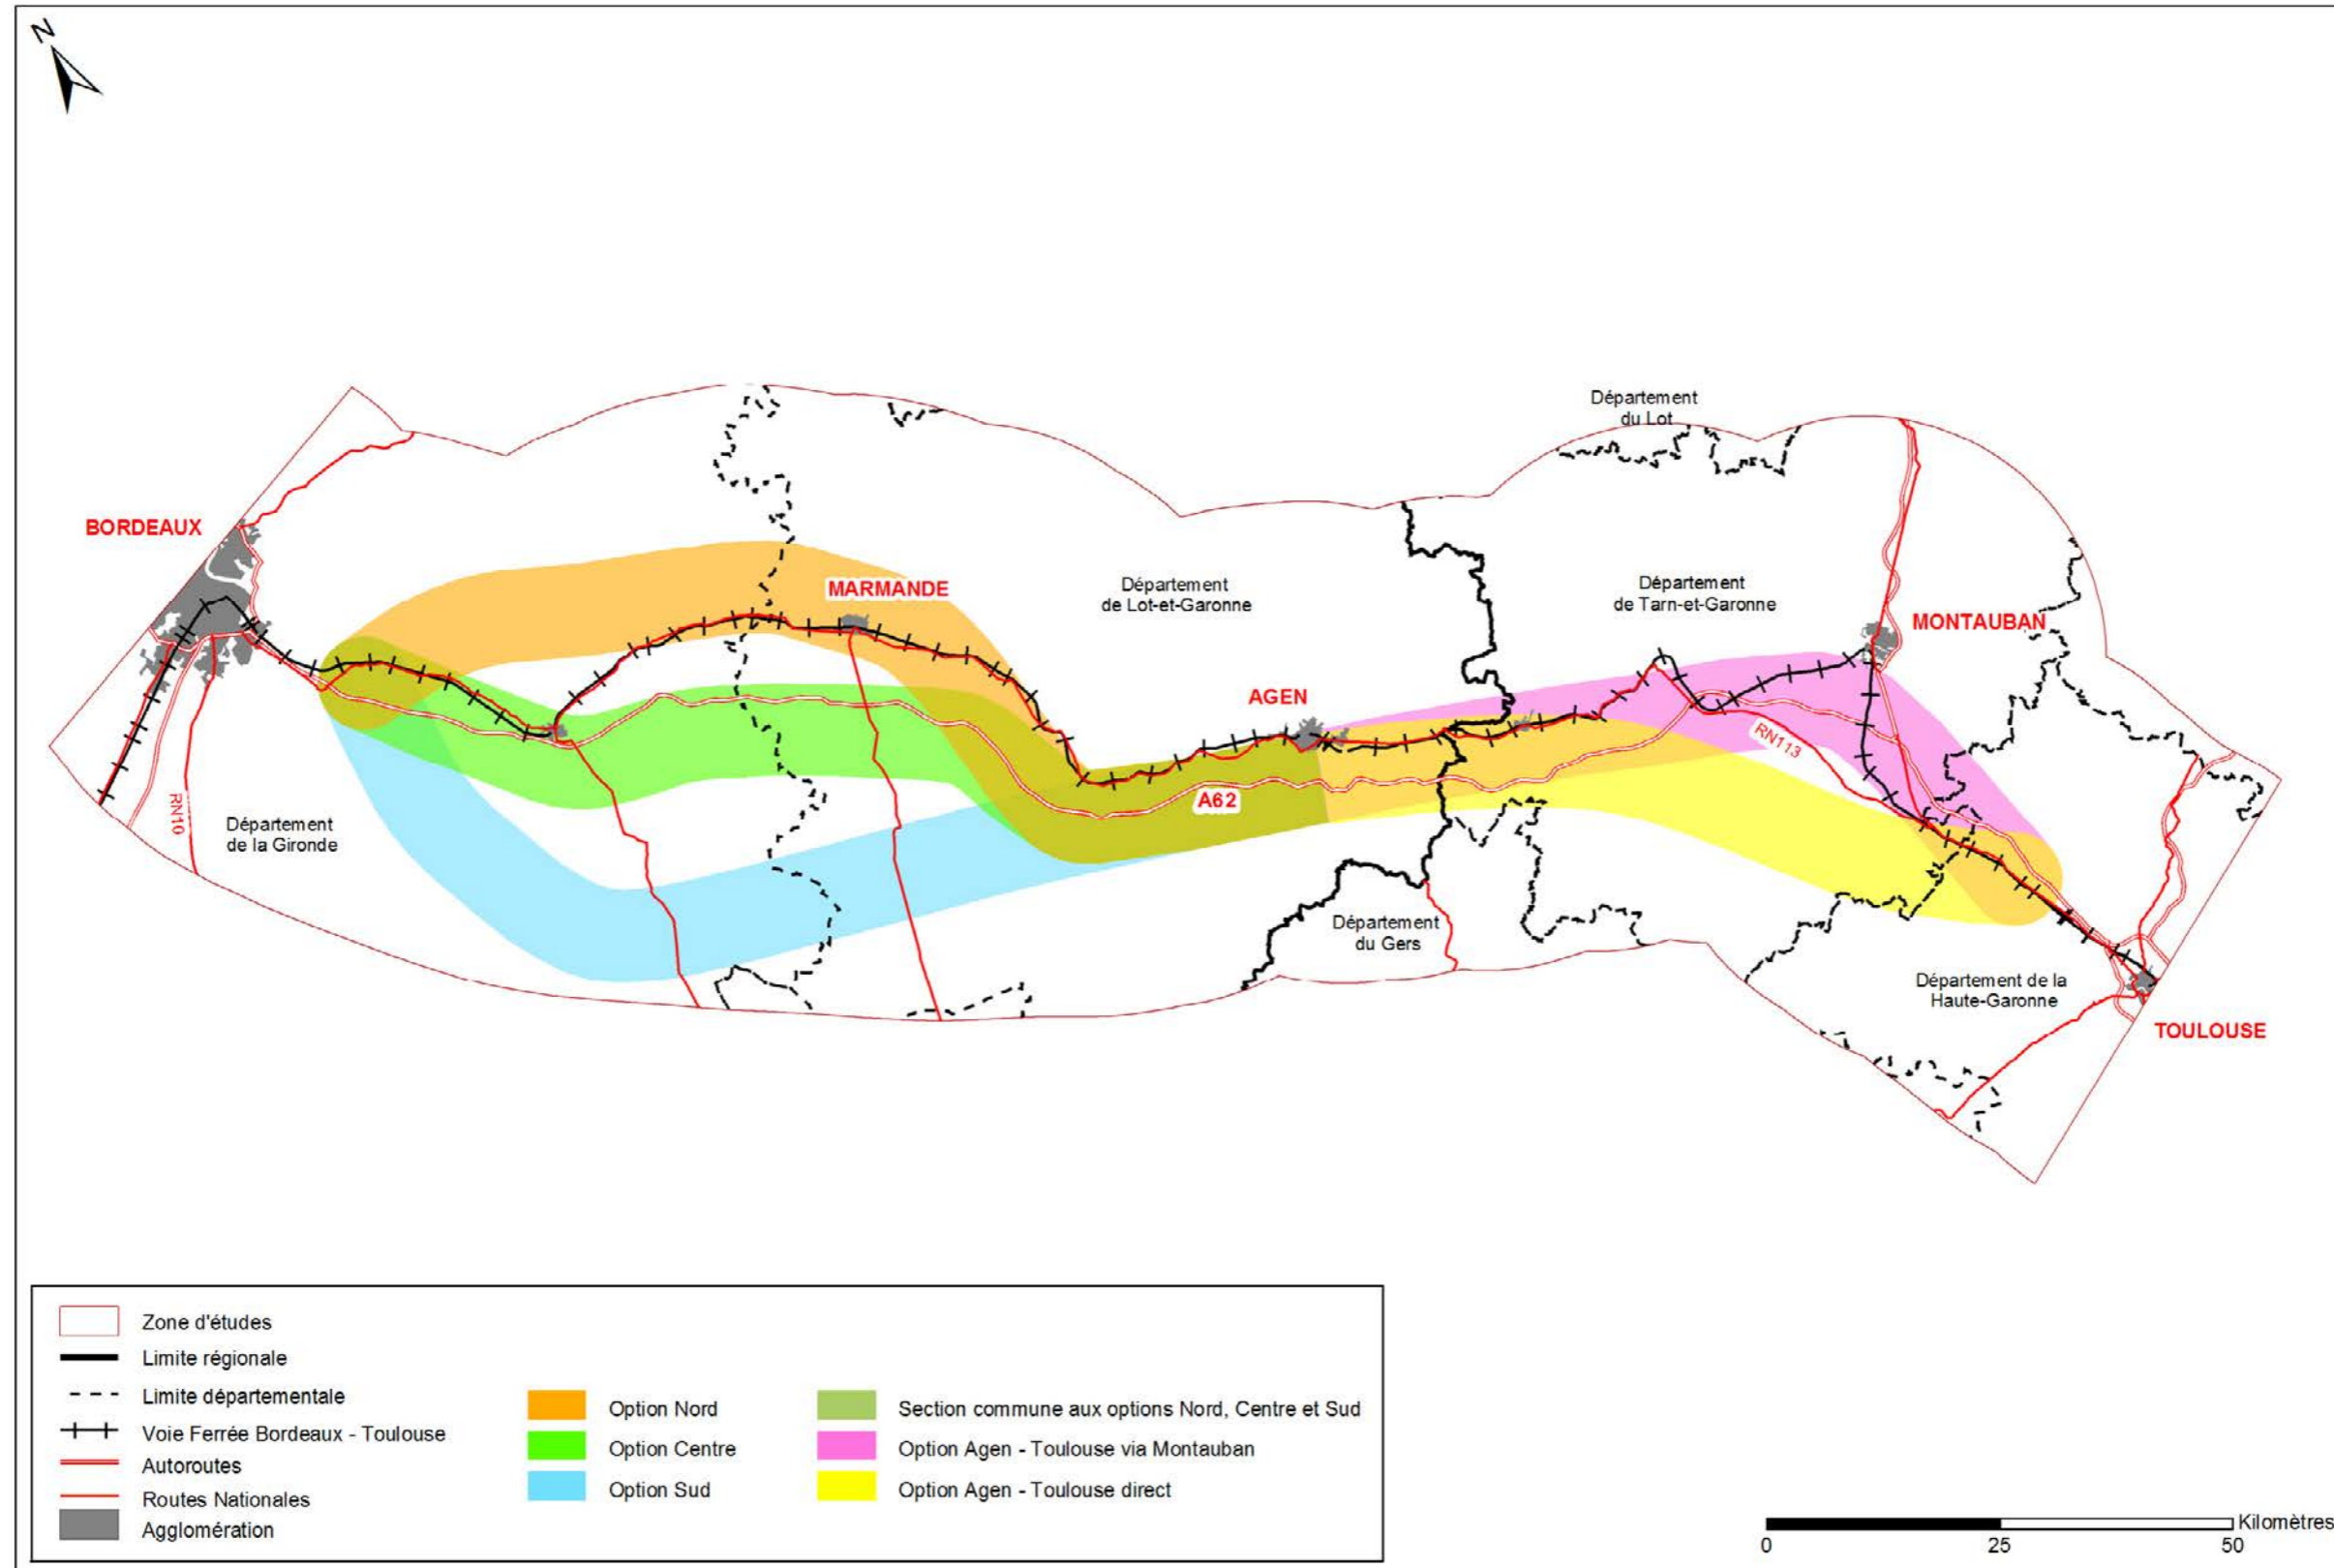 N
Département
du Lot
BORDEAUX
MARMANDE
Département
de Lot-et-Garonne
Département
de Tarn-et-Garonne
MONTAUBAN
AGEN
RN113
A62
RN10
Département
de la Gironde
Département
du Gers
Département de la
Haute-Garonne
TOULOUSE
Zone d'études
Limite régionale
Limite départementale
Voie Ferrée Bordeaux - Toulouse
Autoroutes
Routes Nationales
Agglomération
Option Nord
Option Centre
Option Sud
Section commune aux options Nord, Centre et Sud
Option Agen - Toulouse via Montauban
Option Agen - Toulouse direct
Kilomètres
0 25 50